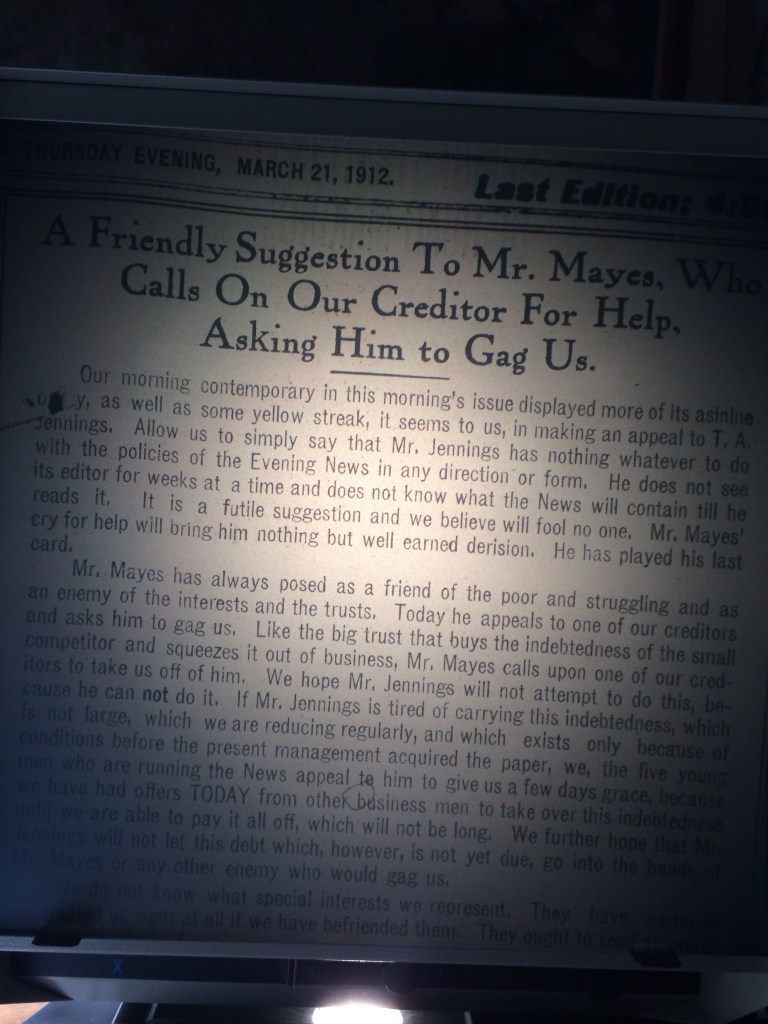 THURSDAY EVENING, MARCH 21, 1912.
Last Edition; 4:0
A Friendly Suggestion To Mr. Mayes, Who
Calls On Our Creditor For Help,
Asking Him to Gag Us.
Our morning contemporary in this morning's issue displayed more of its asinine
as well as some yellow streak, it seems to us, in making an appeal to T. A.
Jennings. Allow us to simply say that Mr. Jennings has nothing whatever to do
with the policies of the Evening News in any direction or form. He does not see
its editor for weeks at a time and does not know what the News will contain till he
reads it. It is a futile suggestion and we believe will fool no one. Mr. Mayes'
cry for help will bring him nothing but well earned derision. He has played his last
card.
Mr. Mayes has always posed as a friend of the poor and struggling and as
an enemy of the interests and the trusts. Today he appeals to one of our creditors
and asks him to gag us. Like the big trust that buys the indebtedness of the small
competitor and squeezes it out of business, Mr. Mayes calls upon one of our cred-
itors to take us off of him. We hope Mr. Jennings will not attempt to do this, be-
cause he can not do it. If Mr. Jennings is tired of carrying this indebtedness, which
is not large, which we are reducing regularly, and which exists only because of
conditions before the present management acquired the paper, we, the five young
men who are running the News appeal to him to give us a few days grace, because
we have had offers TODAY from other business men to take over this indebtedness
until we are able to pay it all off, which will not be long. We further hope that Mr.
Jennings will not let this debt which, however, is not yet due, go into the hands of
Mr. Mayes or any other enemy who would gag us.
We do not know what special interests we represent. They have
us right at all if we have befriended them. They ought to